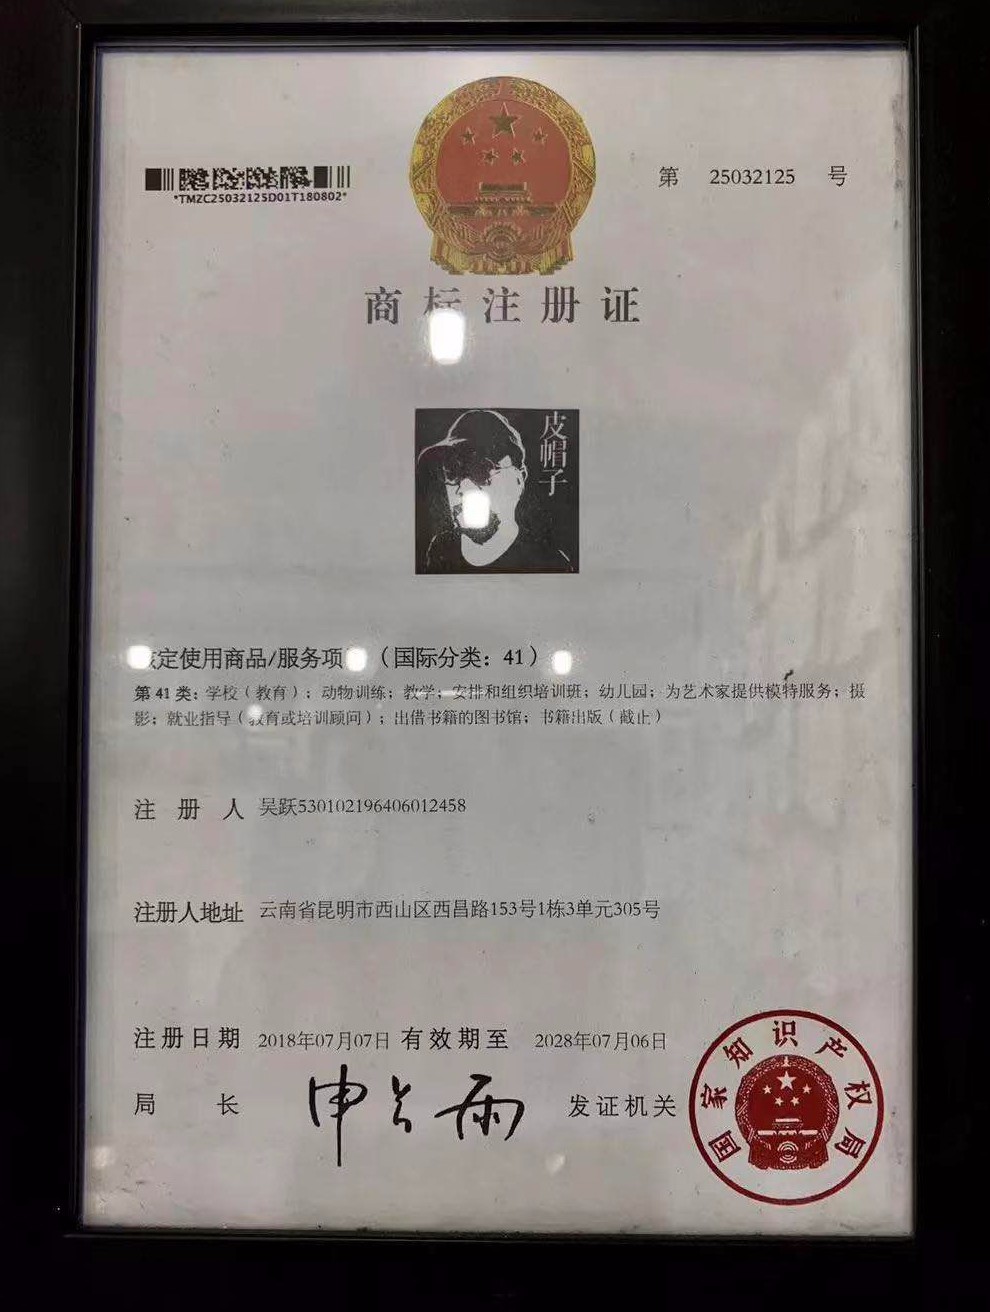 第 25032125 号
*TMZC25032125D01T180802*
商标注册证
皮帽子
核定使用商品/服务项（国际分类：41）
第 41 类：学校（教育）；动物训练；教学；安排和组织培训班；幼儿园；为艺术家提供模特服务；摄
影；就业指导（教育或培训顾问）；出借书籍的图书馆；书籍出版（截止）
注册人 吴跃530102196406012458
注册人地址 云南省昆明市西山区西昌路153号1栋3单元305号
注册日期 2018年07月07日 有效期至 2028年07月06日
局长 申长雨 发证机关
国家知识产权局